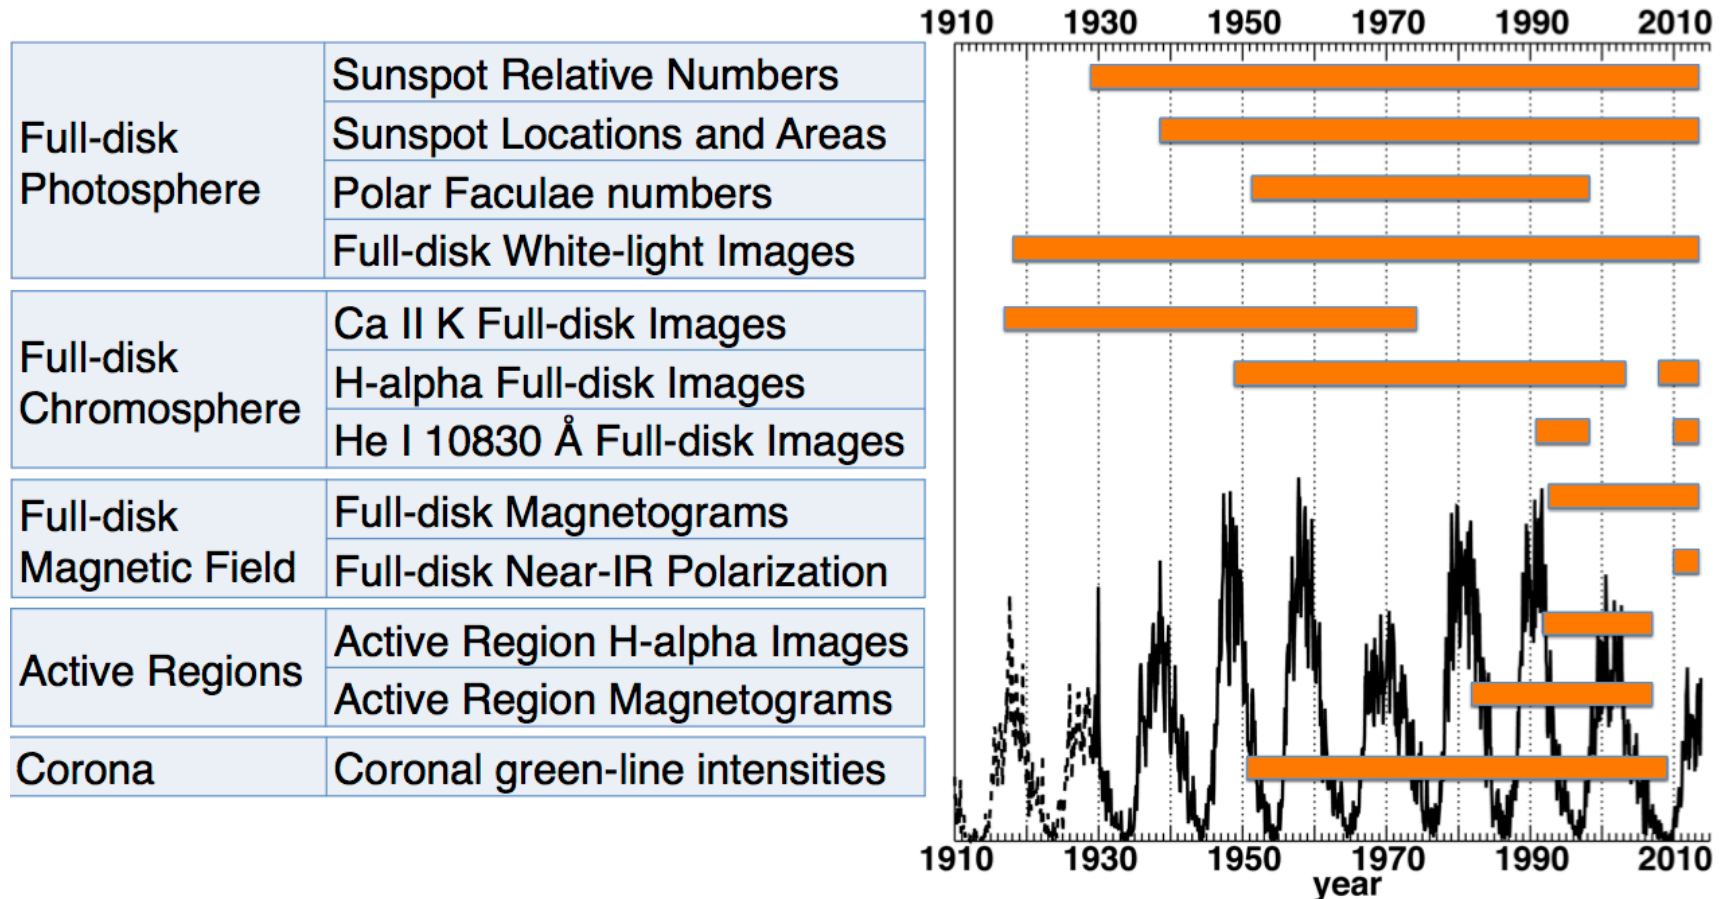 1910 1930 1950 1970 1990 2010
Full-disk
Photosphere
Sunspot Relative Numbers
Sunspot Locations and Areas
Polar Faculae numbers
Full-disk White-light Images
Full-disk
Chromosphere
Ca II K Full-disk Images
H-alpha Full-disk Images
He I 10830 Å Full-disk Images
Full-disk
Magnetic Field
Full-disk Magnetograms
Full-disk Near-IR Polarization
Active Regions
Active Region H-alpha Images
Active Region Magnetograms
Corona
Coronal green-line intensities
1910 1930 1950 1970 1990 2010
year